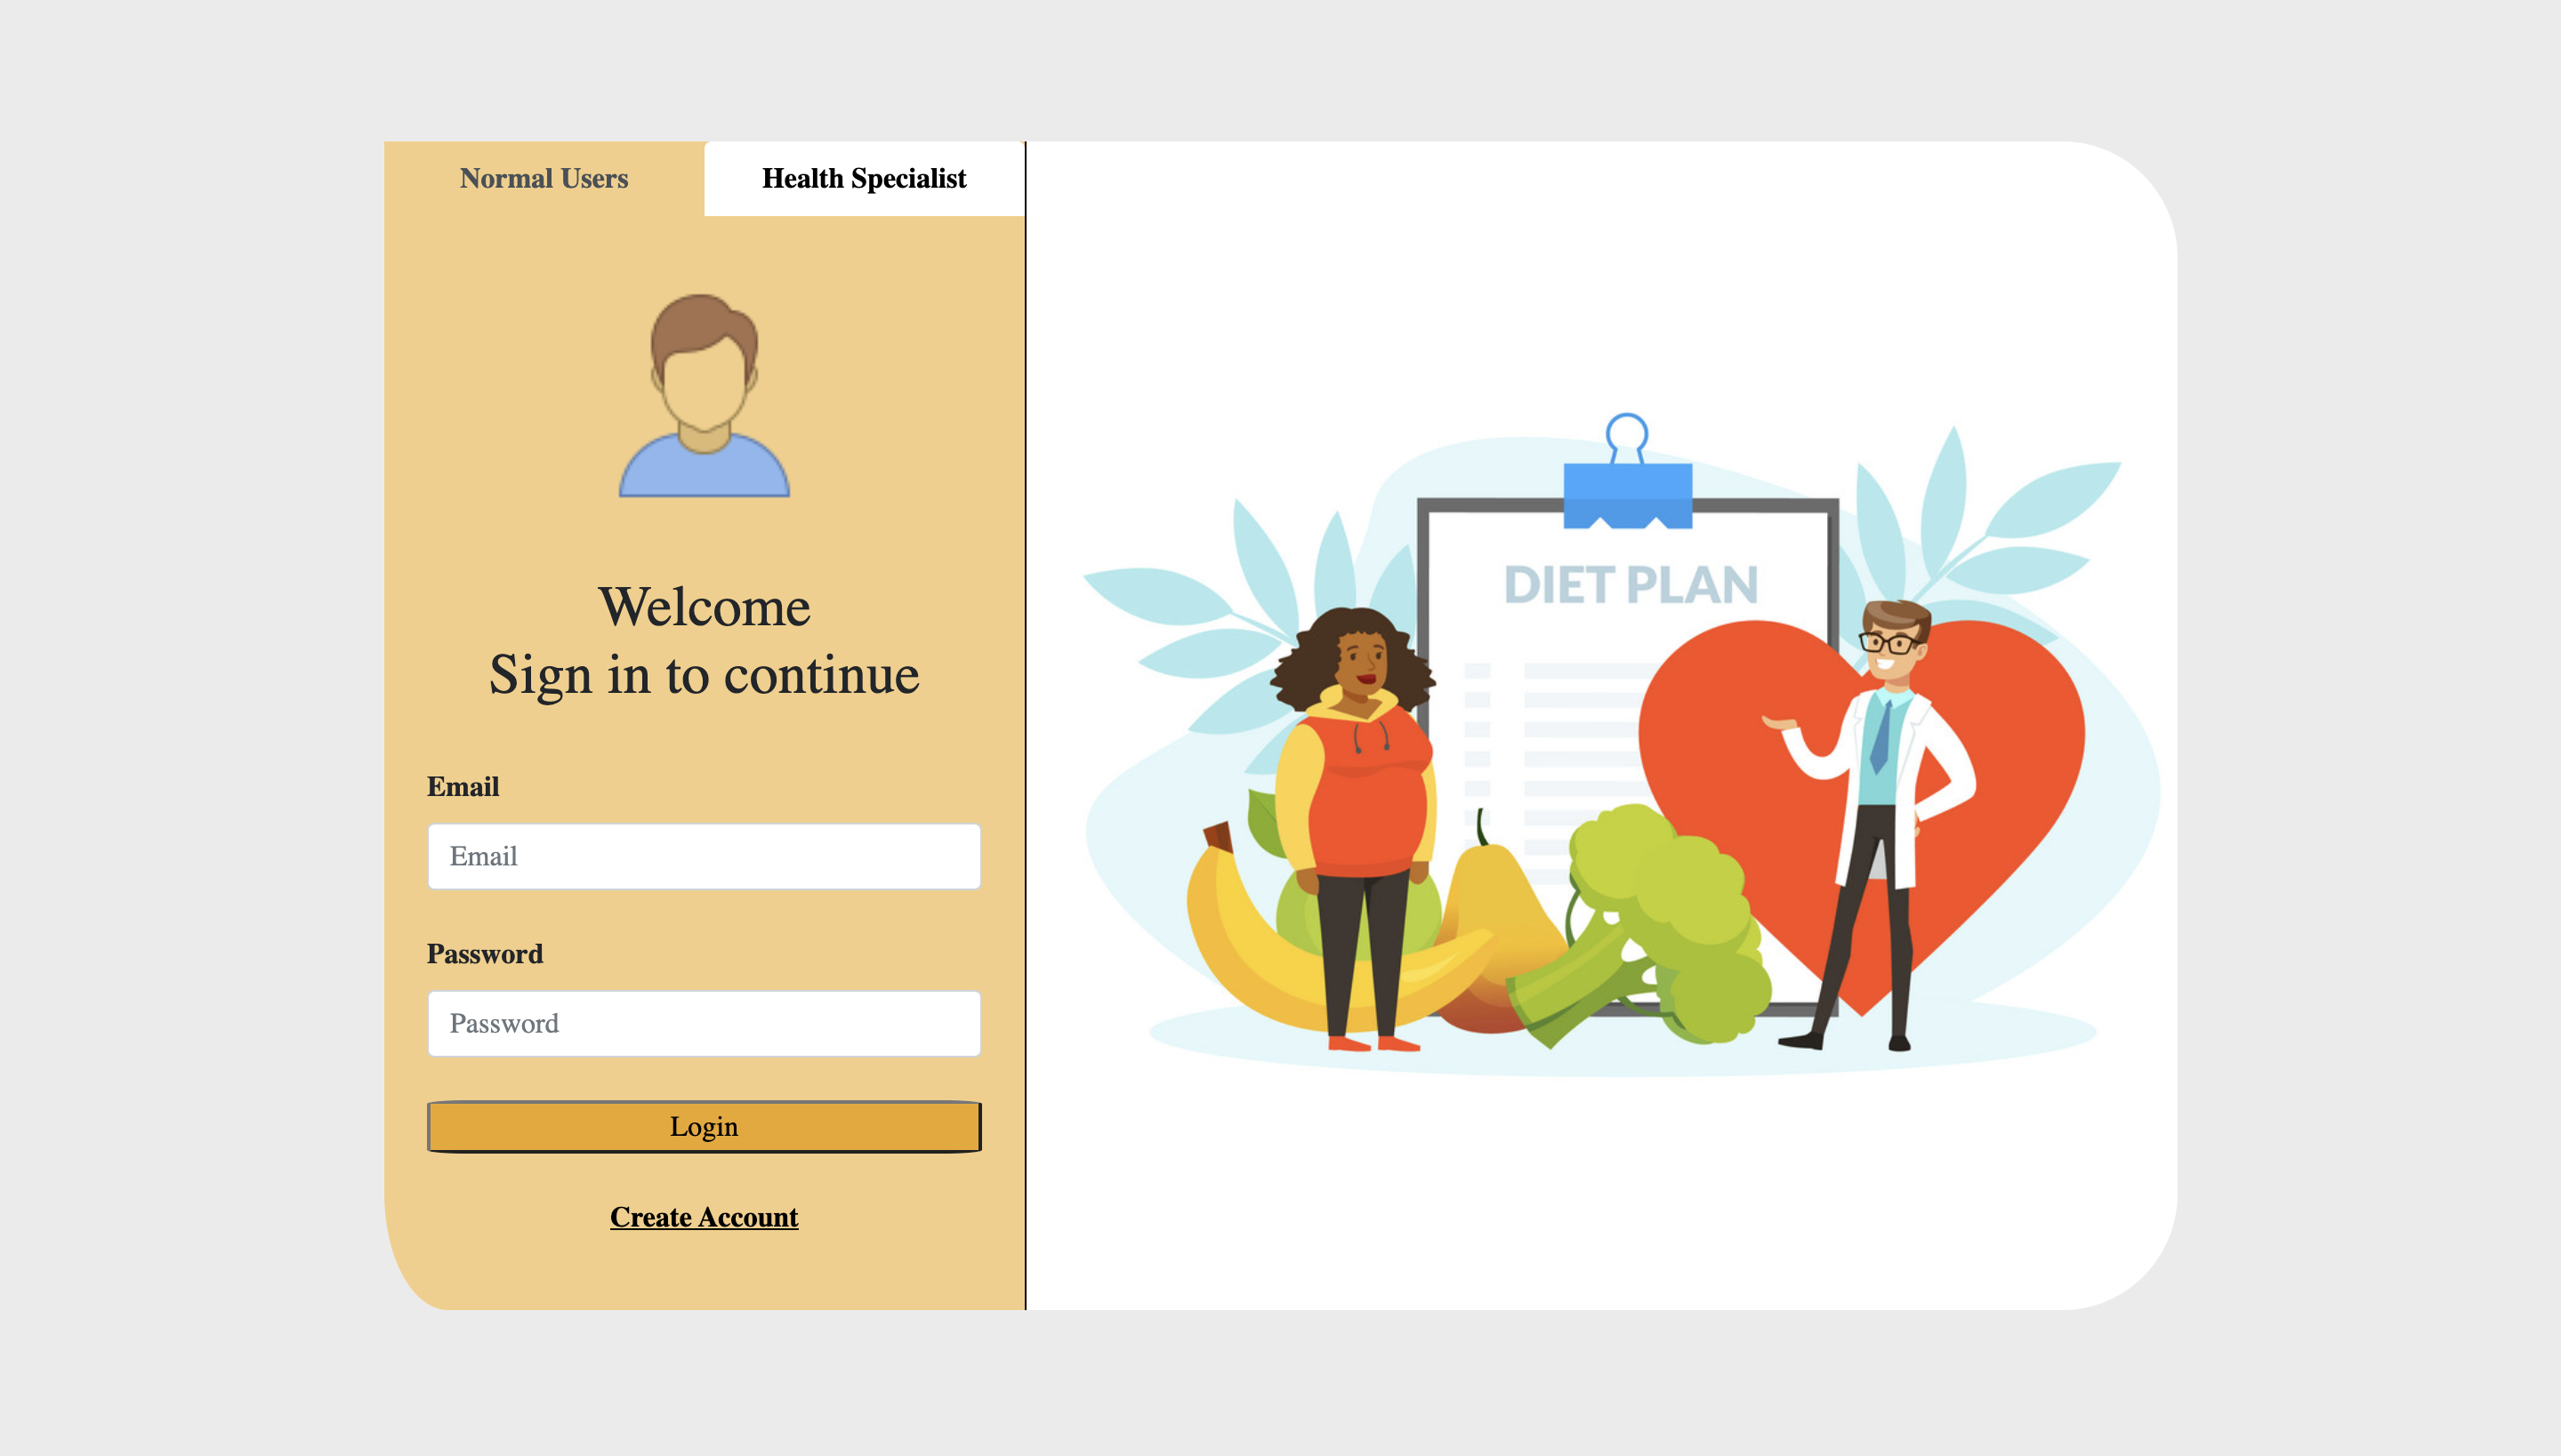 Normal Users
Health Specialist
Welcome
Sign in to continue
Email
Email
Password
Password
Login
Create Account
DIET PLAN